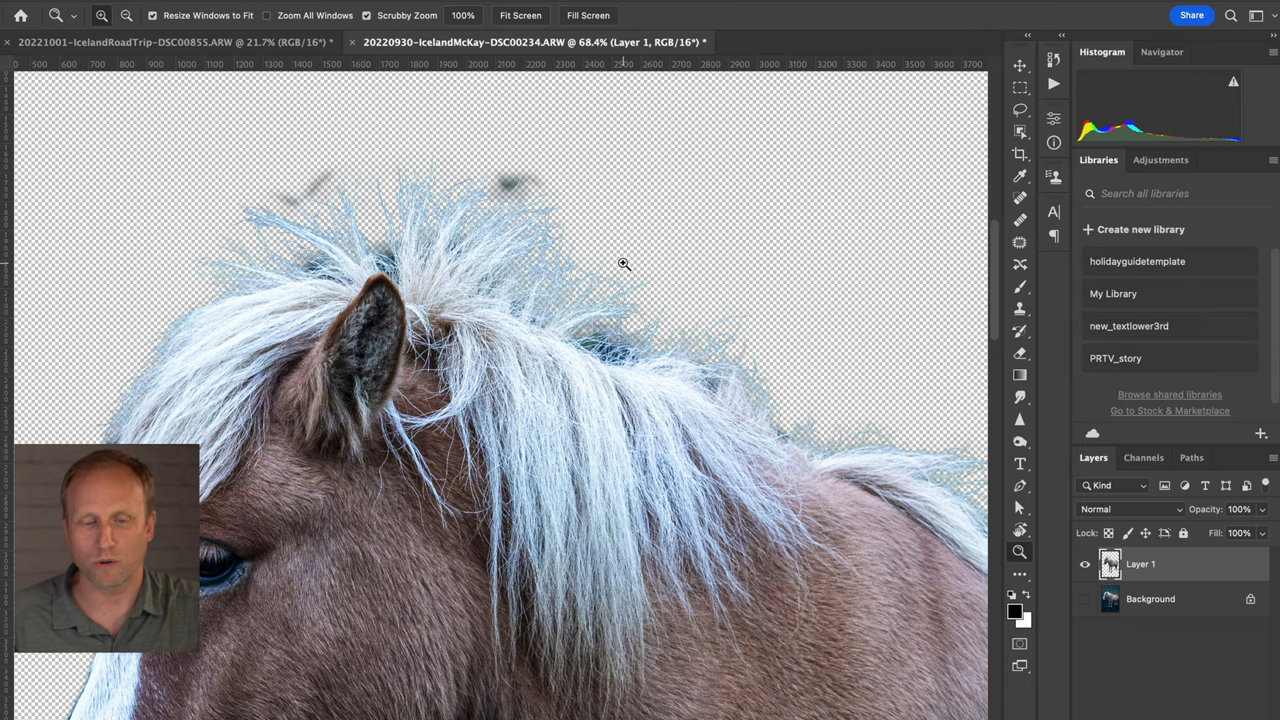 Resize Windows to Fit Zoom All Windows Scrubby Zoom 100% Fit Screen Fill Screen Share
20221001-IcelandRoadTrip-DSC00855.ARW @ 21.7% (RGB/16*) * 20220930-IcelandMcKay-DSC00234.ARW @ 68.4% (Layer 1, RGB/16*) *
500 600 700 800 900 1000 1100 1200 1300 1400 1500 1600 1700 1800 1900 2000 2100 2200 2300 2400 2500 2600 2700 2800 2900 3000 3100 3200 3300 3400 3500 3600 3700
Histogram Navigator
Libraries Adjustments
Search all libraries
Create new library
holidayguidetemplate
My Library
new_textlower3rd
PRTV_story
Browse shared libraries
Go to Stock & Marketplace
Layers Channels Paths
Kind
Normal Opacity: 100%
Lock: Fill: 100%
Layer 1
Background